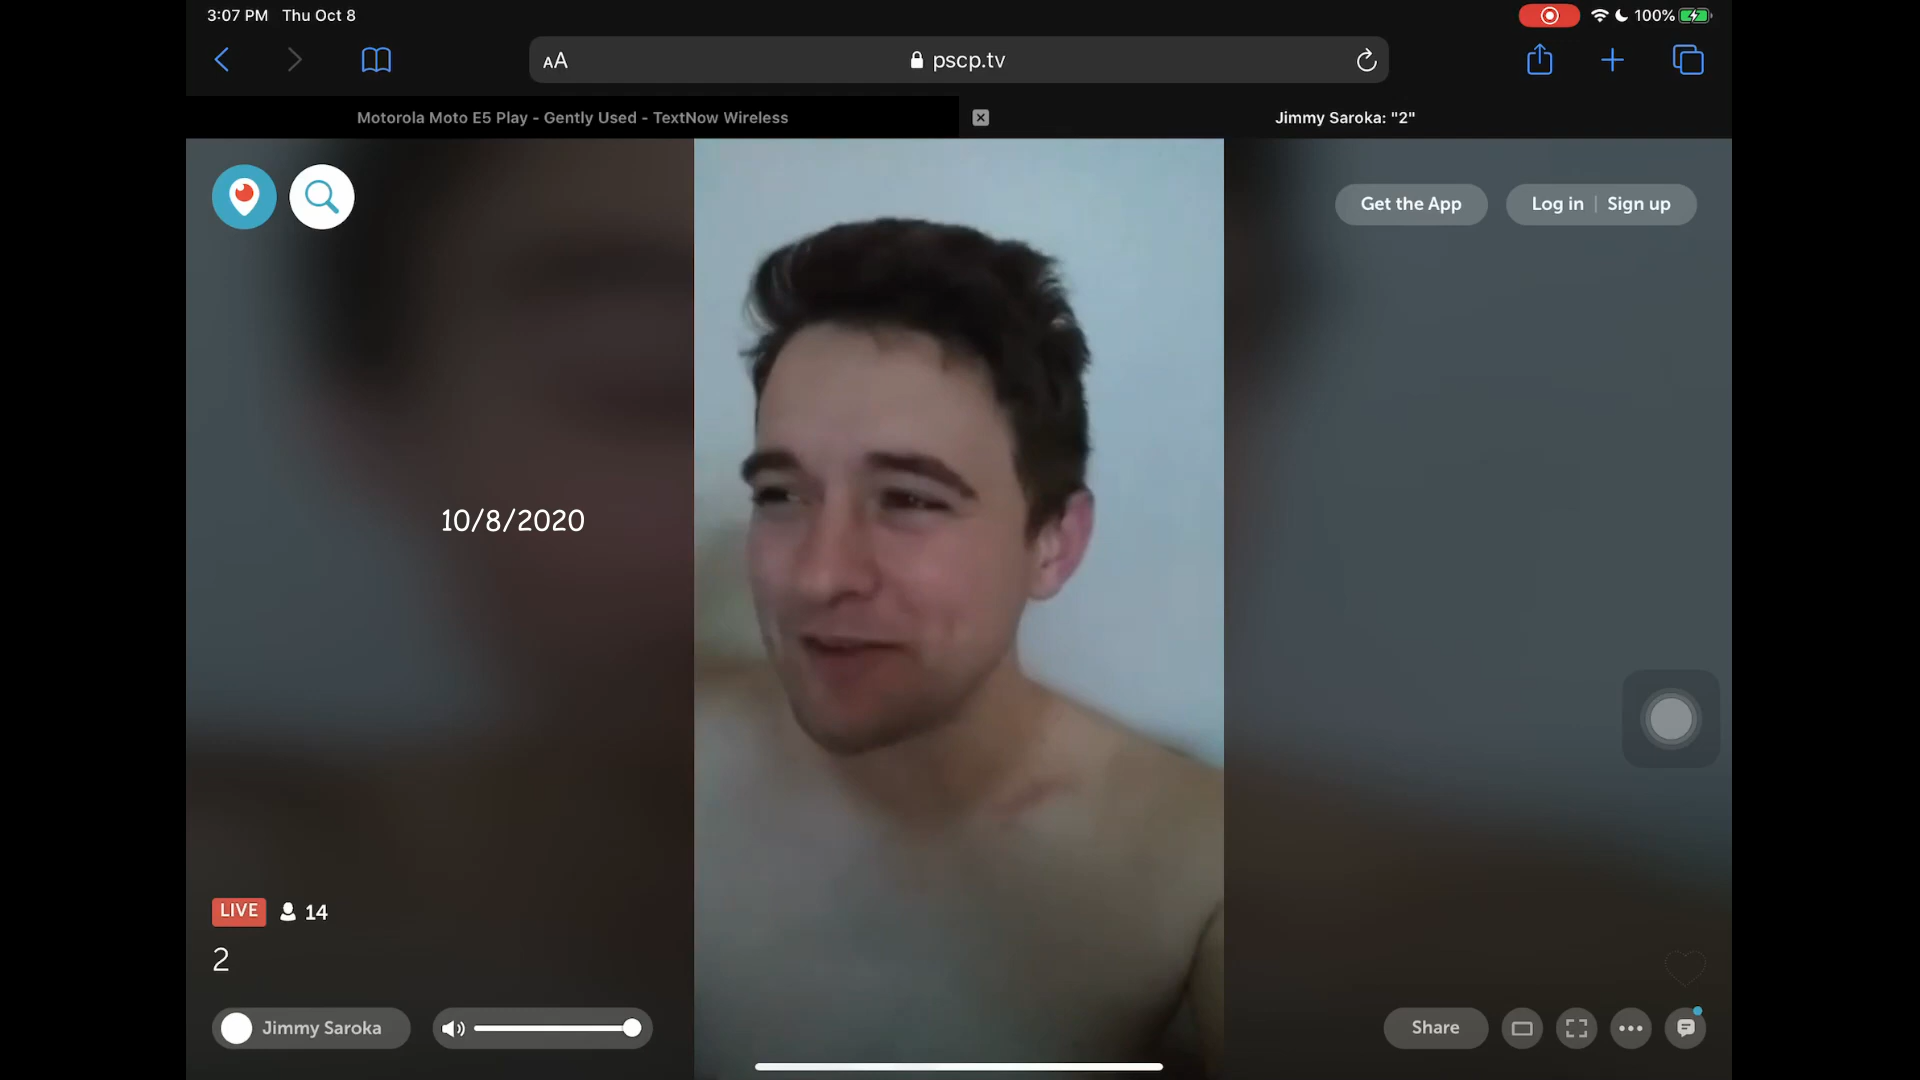 3:07 PM Thu Oct 8
100%
AA
pscp.tv
Motorola Moto E5 Play - Gently Used - TextNow Wireless
Jimmy Saroka: "2"
Get the App
Log in | Sign up
10/8/2020
LIVE 14
2
Jimmy Saroka
Share